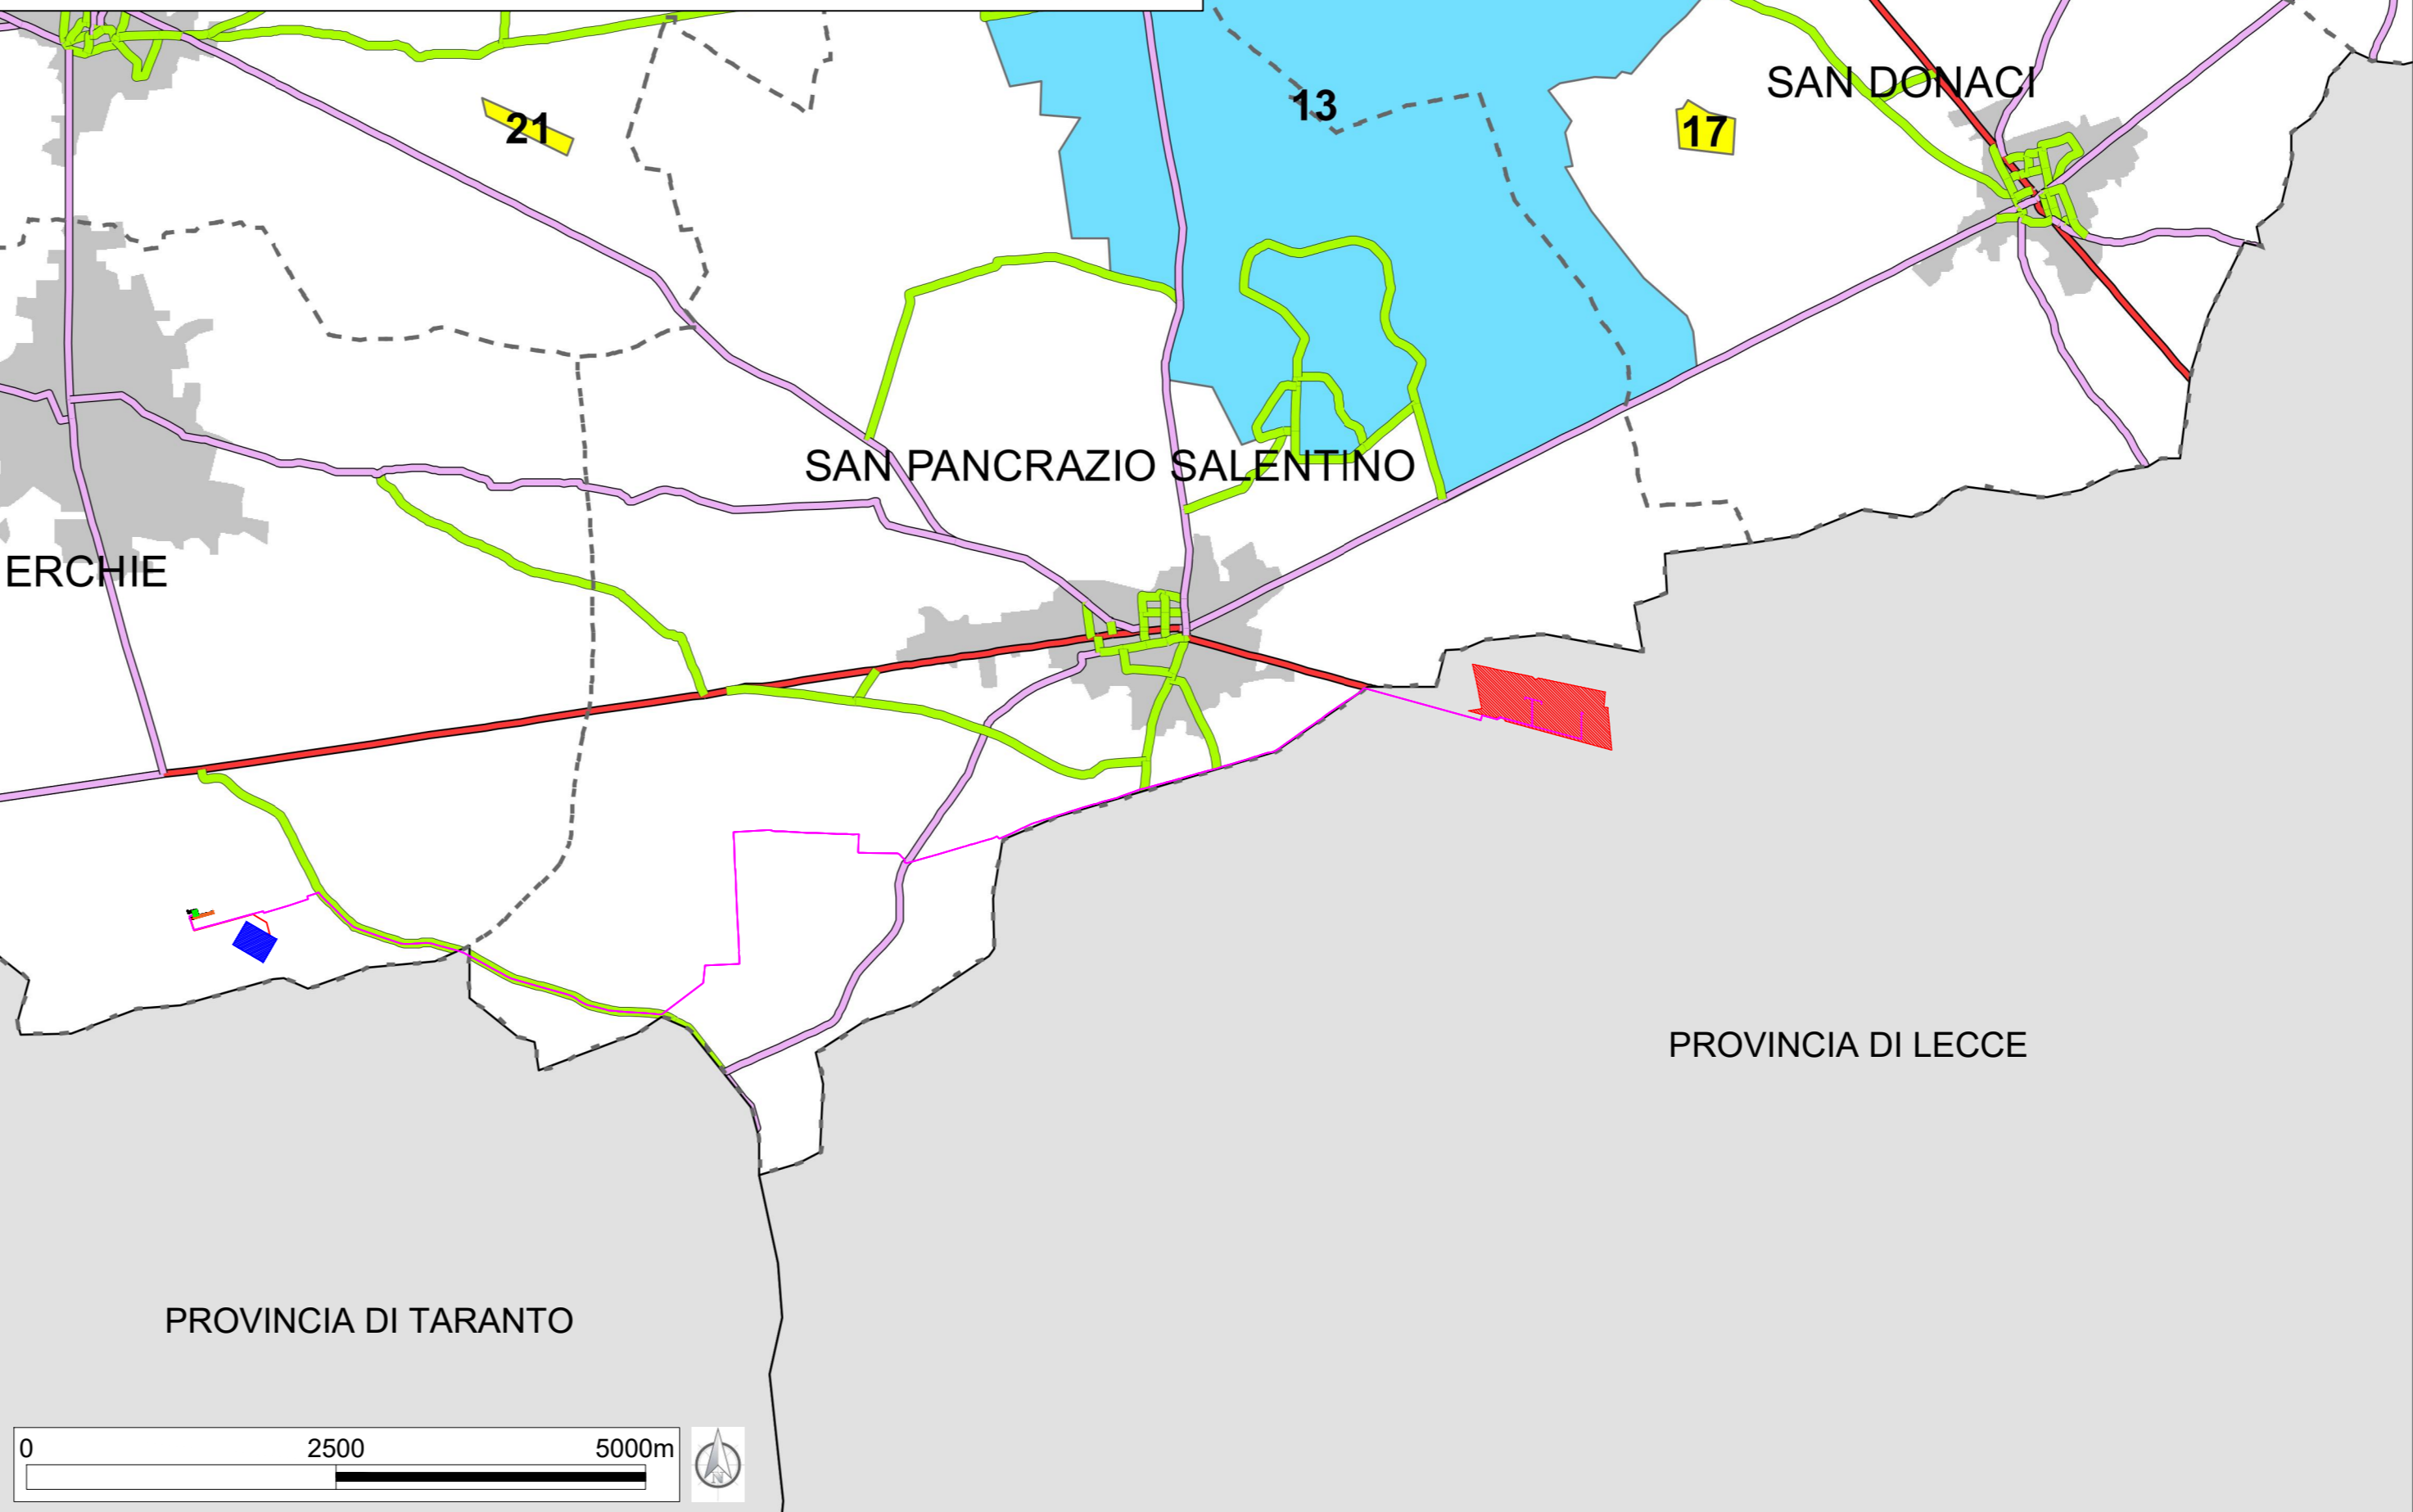 SAN DONACI
13
21
17
SAN PANCRAZIO SALENTINO
ERCHIE
PROVINCIA DI LECCE
PROVINCIA DI TARANTO
0 2500 5000m
N